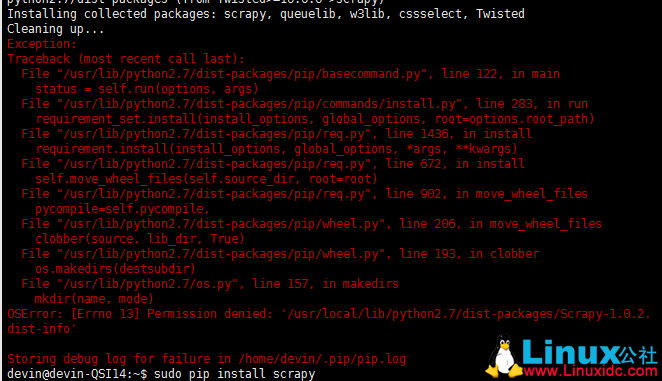 python2.7/dist-packages (from Twisted>=10.0.0->scrapy)
Installing collected packages: scrapy, queuelib, w3lib, cssselect, Twisted
Cleaning up...
Exception:
Traceback (most recent call last):
  File "/usr/lib/python2.7/dist-packages/pip/basecommand.py", line 122, in main
    status = self.run(options, args)
  File "/usr/lib/python2.7/dist-packages/pip/commands/install.py", line 283, in run
    requirement_set.install(install_options, global_options, root=options.root_path)
  File "/usr/lib/python2.7/dist-packages/pip/req.py", line 1436, in install
    requirement.install(install_options, global_options, *args, **kwargs)
  File "/usr/lib/python2.7/dist-packages/pip/req.py", line 672, in install
    self.move_wheel_files(self.source_dir, root=root)
  File "/usr/lib/python2.7/dist-packages/pip/req.py", line 902, in move_wheel_files
    pycompile=self.pycompile,
  File "/usr/lib/python2.7/dist-packages/pip/wheel.py", line 206, in move_wheel_files
    clobber(source, lib_dir, True)
  File "/usr/lib/python2.7/dist-packages/pip/wheel.py", line 193, in clobber
    os.makedirs(destsubdir)
  File "/usr/lib/python2.7/os.py", line 157, in makedirs
    mkdir(name, mode)
OSError: [Errno 13] Permission denied: '/usr/local/lib/python2.7/dist-packages/Scrapy-1.0.2.
dist-info'
Storing debug log for failure in /home/devin/.pip/pip.log
devin@devin-QSI14:~$ sudo pip install scrapy
Linux公社
www.Linuxidc.com